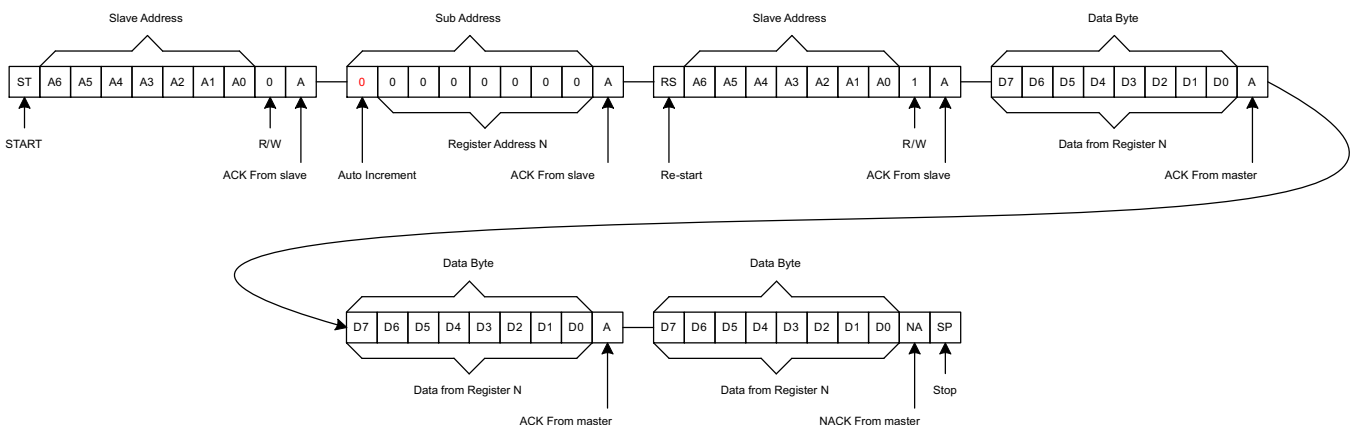 Slave Address Sub Address Slave Address Data Byte
ST A6 A5 A4 A3 A2 A1 A0 0 A 0 0 0 0 0 0 0 0 A RS A6 A5 A4 A3 A2 A1 A0 1 A D7 D6 D5 D4 D3 D2 D1 D0 A
START R/W Register Address N R/W Data from Register N
ACK From slave Auto Increment ACK From slave Re-start ACK From slave ACK From master
Data Byte Data Byte
D7 D6 D5 D4 D3 D2 D1 D0 A D7 D6 D5 D4 D3 D2 D1 D0 NA SP
Data from Register N Data from Register N Stop
ACK From master NACK From master